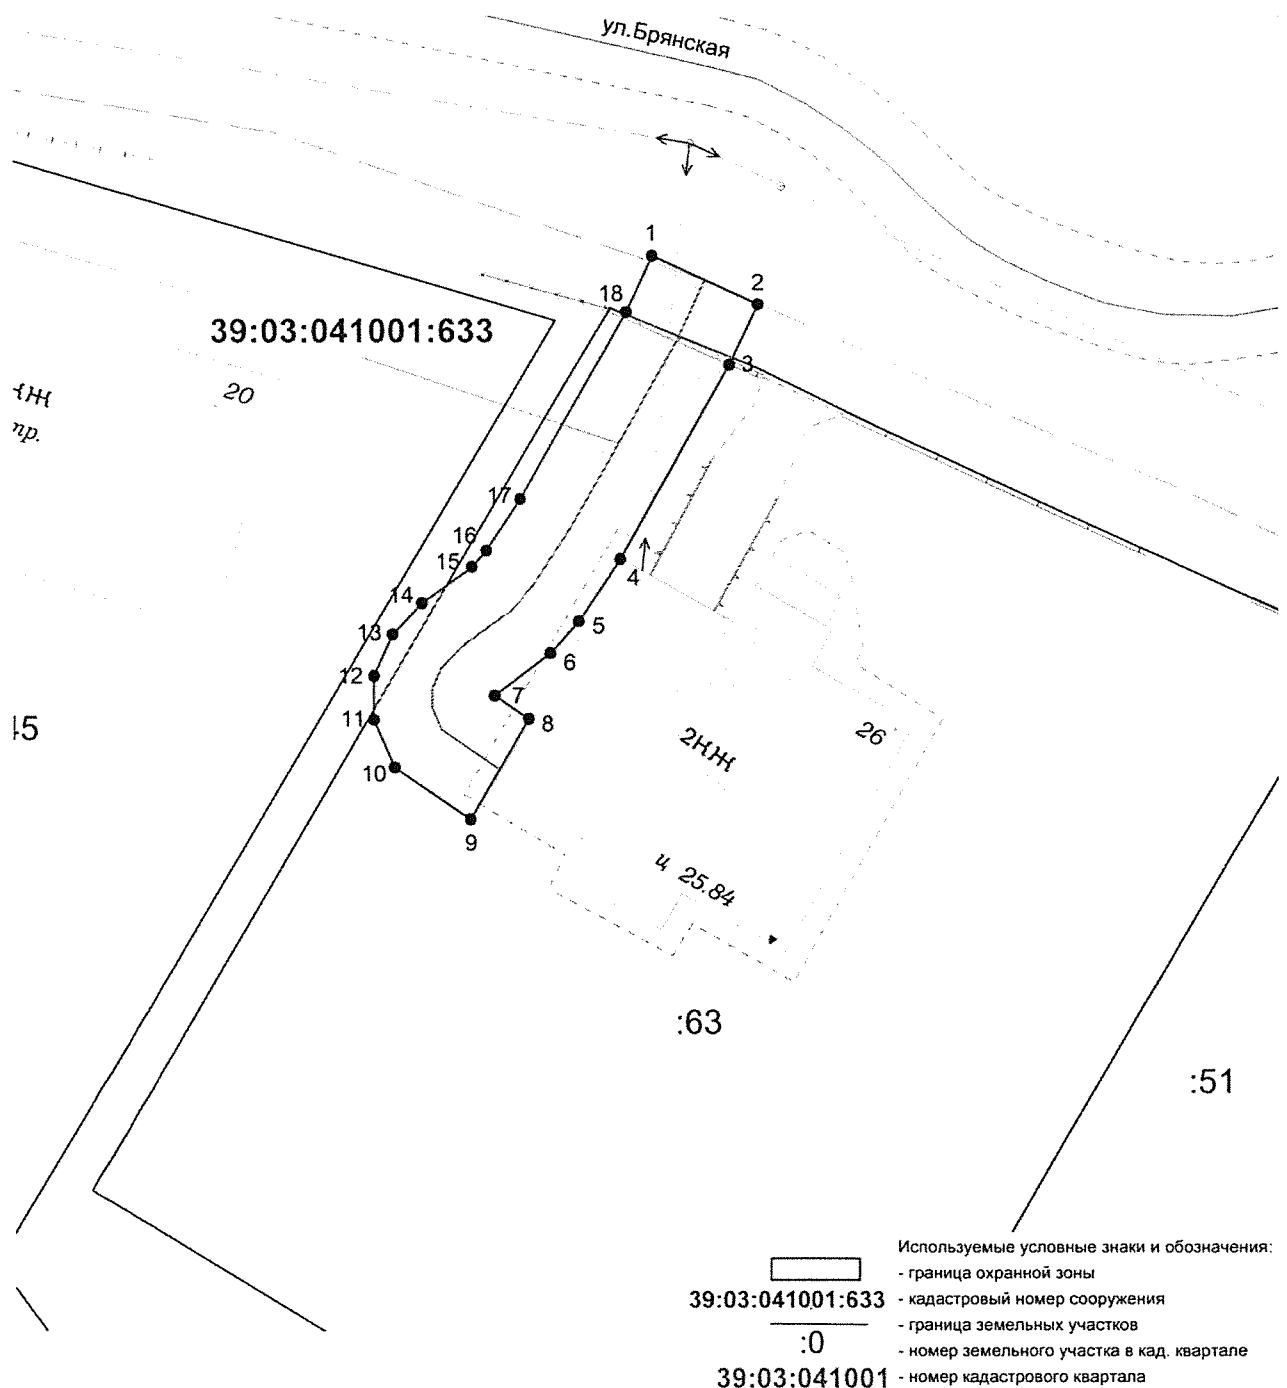 ул.Брянская
1
2
18
39:03:041001:633
3
20
пр.
17
16
15
4
14
13
5
6
12
7
11
8
26
2КЖ
10
9
ц 25.84
:63
:51
Используемые условные знаки и обозначения:
- граница охранной зоны
39:03:041001:633 - кадастровый номер сооружения
- граница земельных участков
:0 - номер земельного участка в кад. квартале
39:03:041001 - номер кадастрового квартала